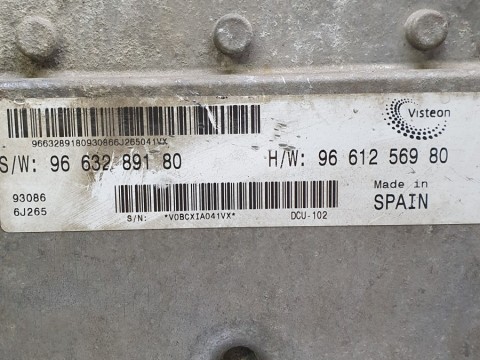 Visteon
9663289180930866J265041VX
S/W: 96 632 891 80
H/W: 96 612 569 80
93086
6J265
S/N: *V0BCXIA041VX*
DCU-102
Made in
SPAIN